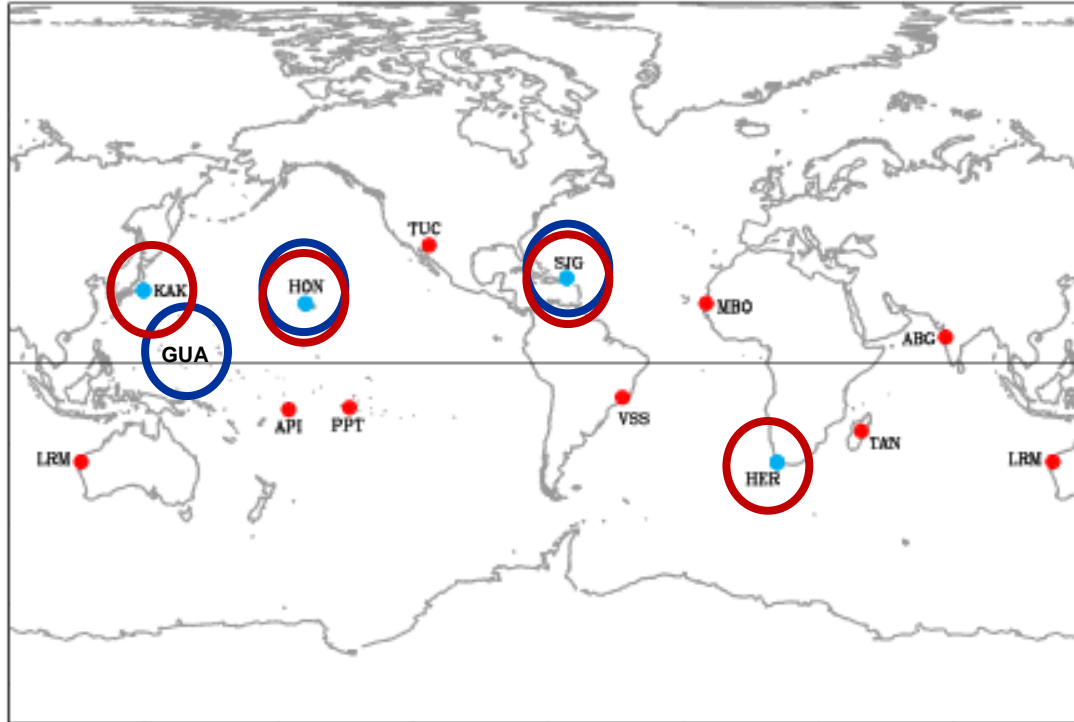 TUC
SJG
KAK
HON
MBO
GUA
ABG
API
PPT
VSS
TAN
LRM
LRM
HER